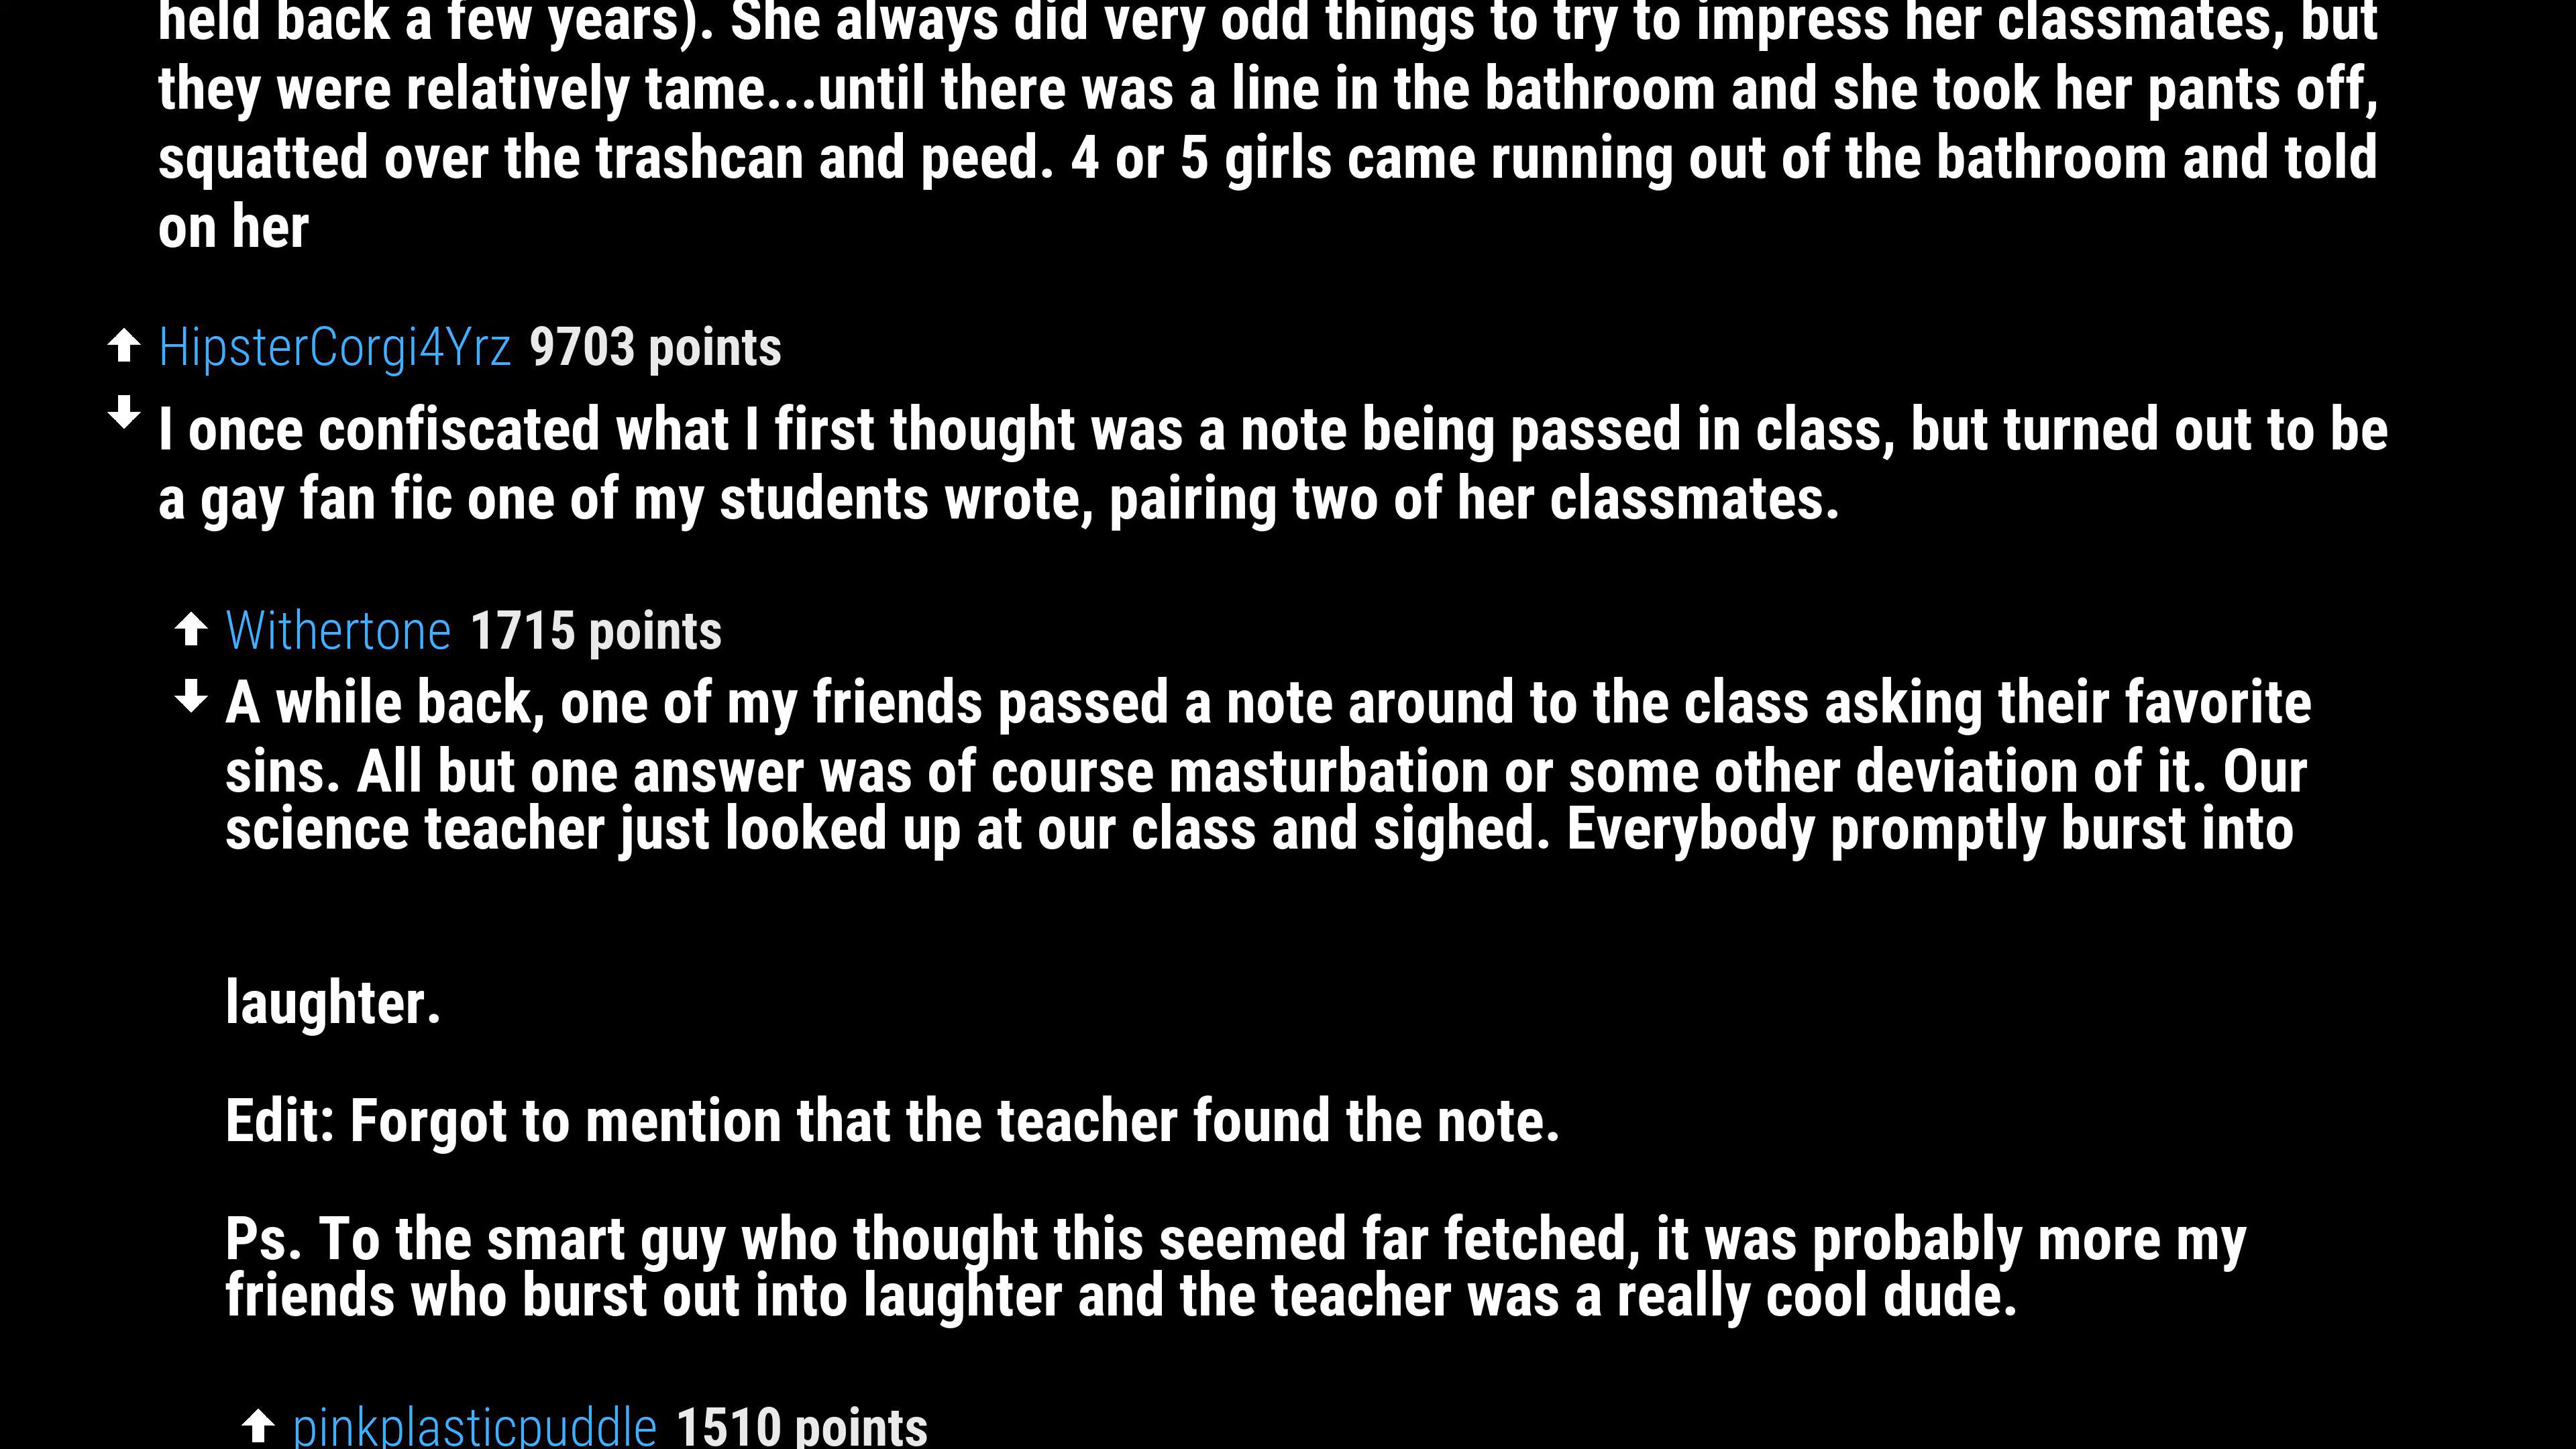 held back a few years). She always did very odd things to try to impress her classmates, but
they were relatively tame...until there was a line in the bathroom and she took her pants off,
squatted over the trashcan and peed. 4 or 5 girls came running out of the bathroom and told
on her
HipsterCorgi4Yrz 9703 points
I once confiscated what I first thought was a note being passed in class, but turned out to be
a gay fan fic one of my students wrote, pairing two of her classmates.
Withertone 1715 points
A while back, one of my friends passed a note around to the class asking their favorite
sins. All but one answer was of course masturbation or some other deviation of it. Our
science teacher just looked up at our class and sighed. Everybody promptly burst into
laughter.
Edit: Forgot to mention that the teacher found the note.
Ps. To the smart guy who thought this seemed far fetched, it was probably more my
friends who burst out into laughter and the teacher was a really cool dude.
pinkplasticpuddle 1510 points